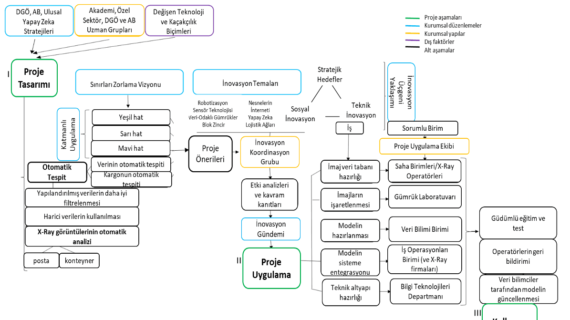 DGÖ, AB, Ulusal
Yapay Zeka
Stratejileri
Akademi, Özel
Sektör, DGÖ ve AB
Uzman Grupları
Değişen Teknoloji
ve Kaçakçılık
Biçimleri
Proje aşamaları
Kurumsal düzenlemeler
Kurumsal yapılar
Dış faktörler
Alt aşamalar
I
Proje
Tasarımı
Sınırları Zorlama Vizyonu
İnovasyon Temaları
Stratejik
Hedefler
İnovasyon
Üçgeni
Yaklaşımı
Robotizasyon
Sensör Teknolojisi
Veri-Odaklı Gümrükler
Blok Zincir
Nesnelerin
İnterneti
Yapay Zeka
Lojistik Ağları
Sosyal
İnovasyon
Teknik
İnovasyon
İş
Katmanlı
Uygulama
Yeşil hat
Sarı hat
Mavi hat
Verinin otomatik tespiti
Kargonun otomatik
tespiti
Otomatik
Tespit
Yapılandırılmış verilerin daha iyi
filtrelenmesi
Harici verilerin kullanılması
X-Ray görüntülerinin otomatik
analizi
posta
konteyner
Proje
Önerileri
İnovasyon
Koordinasyon
Grubu
Etki analizleri
ve kavram
kanıtları
İnovasyon
Gündemi
II
Proje
Uygulama
Sorumlu Birim
Proje Uygulama Ekibi
İmaj veri tabanı
hazırlığı
Saha Birimleri/X-Ray
Operatörleri
İmajların
işaretlenmesi
Gümrük Laboratuvarı
Modelin
hazırlanması
Veri Bilimi Birimi
Modelin
sisteme
entegrasyonu
İş Operasyonları
Birimi (ve X-Ray
firmaları)
Teknik altyapı
hazırlığı
Bilgi Teknolojileri
Departmanı
Güdümlü eğitim ve
test
Operatörlerin geri
bildirimi
Veri bilimciler
tarafından modelin
güncellenmesi
III